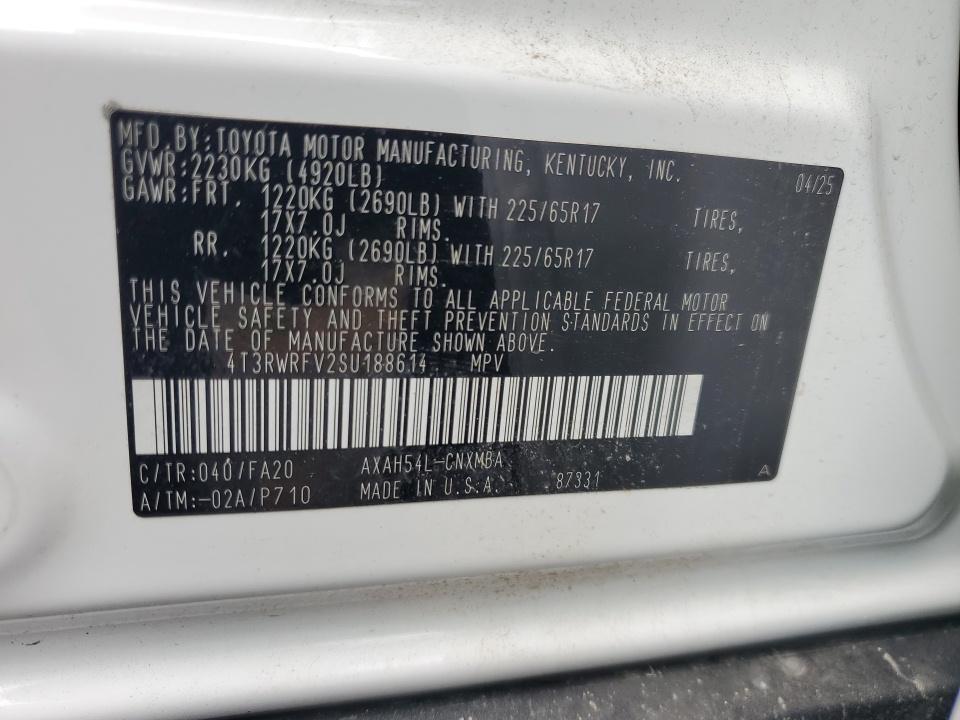 MFD.BY:TOYOTA MOTOR MANUFACTURING, KENTUCKY, INC. 04/25
GVWR:2230KG (4920LB)
GAWR:FRT. 1220KG (2690LB) WITH 225/65R17 TIRES,
17X7.0J RIMS.
RR. 1220KG (2690LB) WITH 225/65R17 TIRES,
17X7.0J RIMS.
THIS VEHICLE CONFORMS TO ALL APPLICABLE FEDERAL MOTOR
VEHICLE SAFETY AND THEFT PREVENTION STANDARDS IN EFFECT ON
THE DATE OF MANUFACTURE SHOWN ABOVE.
4T3RWRFV2SU188614 MPV
C/TR:040/FA20 AXAH54L-CNXMBA A
A/TM:-02A/P710 MADE IN U.S.A. 87331